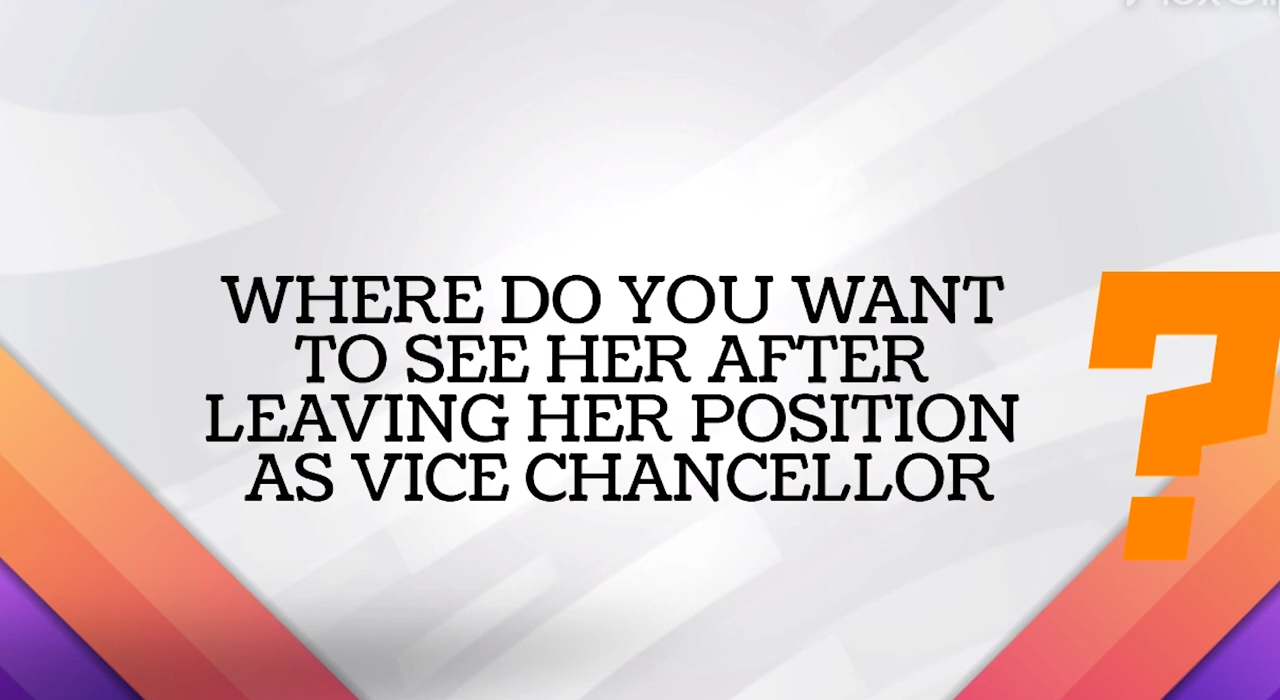 WHERE DO YOU WANT
TO SEE HER AFTER
LEAVING HER POSITION
AS VICE CHANCELLOR
?